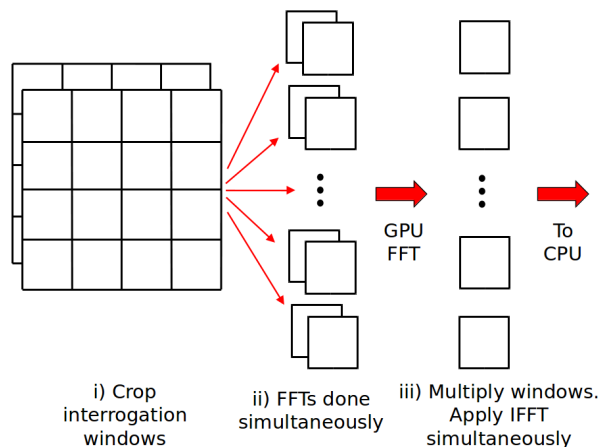 GPU
FFT
To
CPU
i) Crop
interrogation
windows
ii) FFTs done
simultaneously
iii) Multiply windows.
Apply IFFT
simultaneously